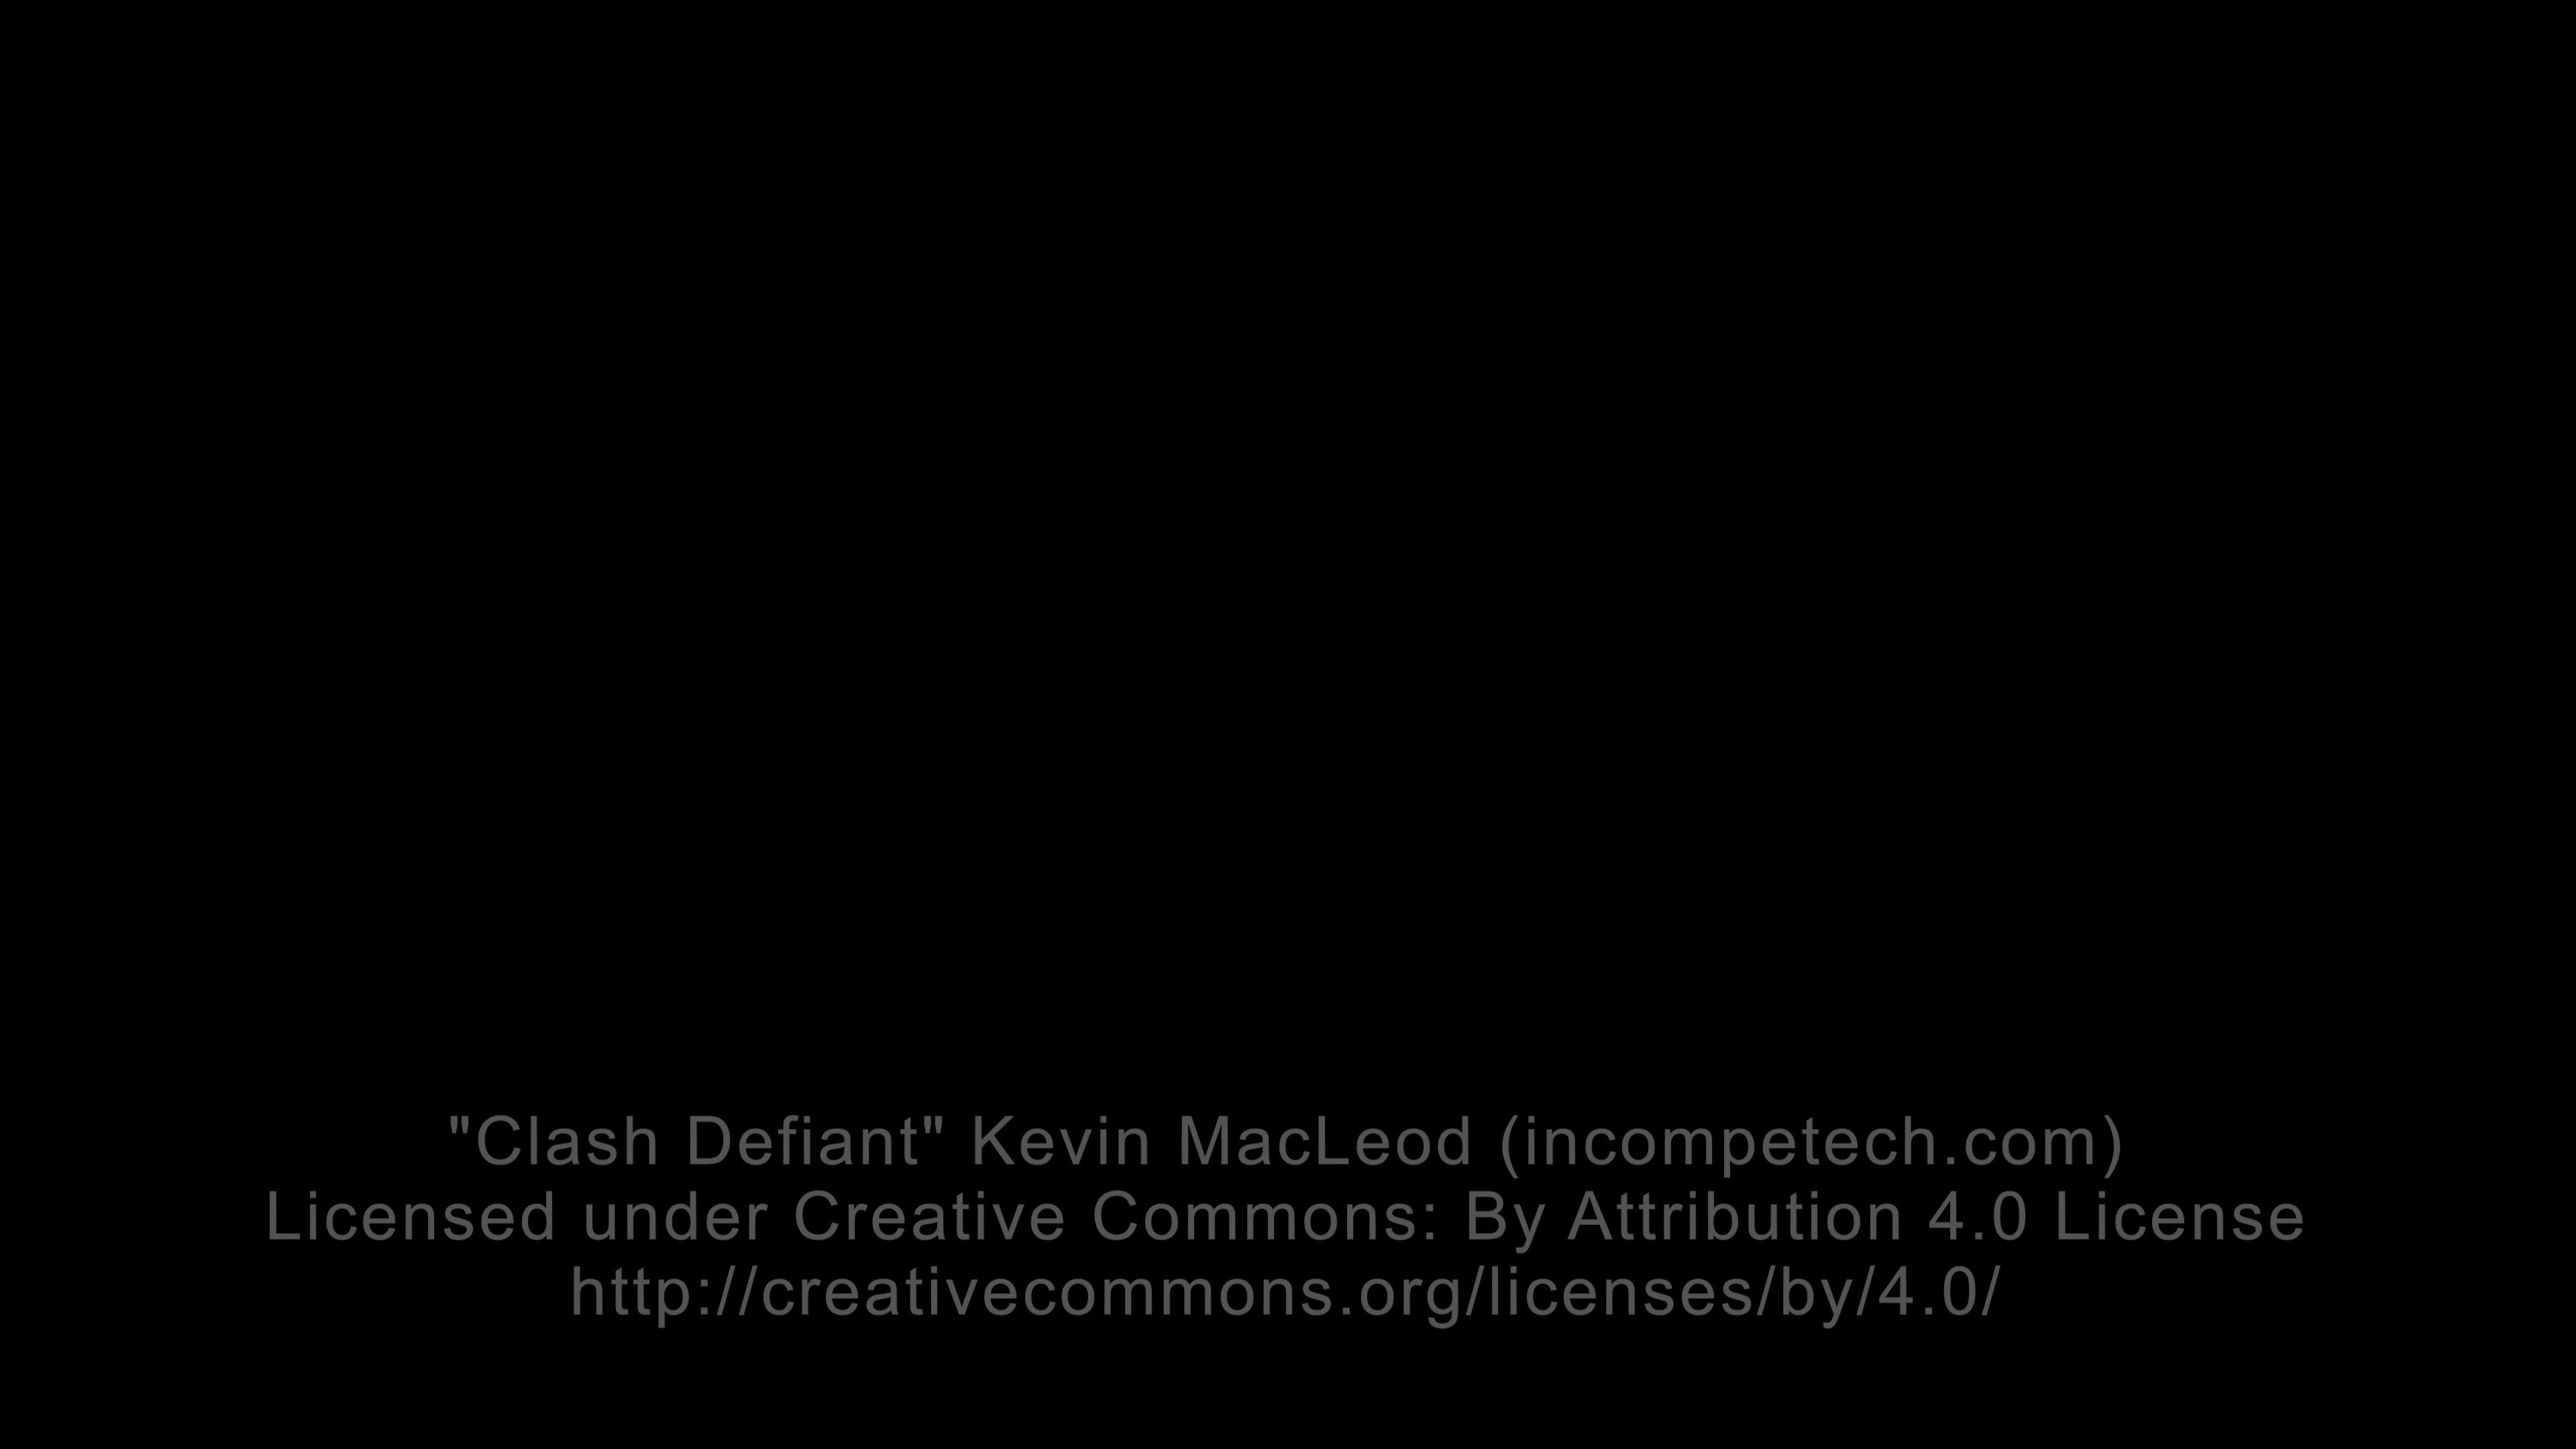 "Clash Defiant" Kevin MacLeod (incompetech.com)
Licensed under Creative Commons: By Attribution 4.0 License
http://creativecommons.org/licenses/by/4.0/